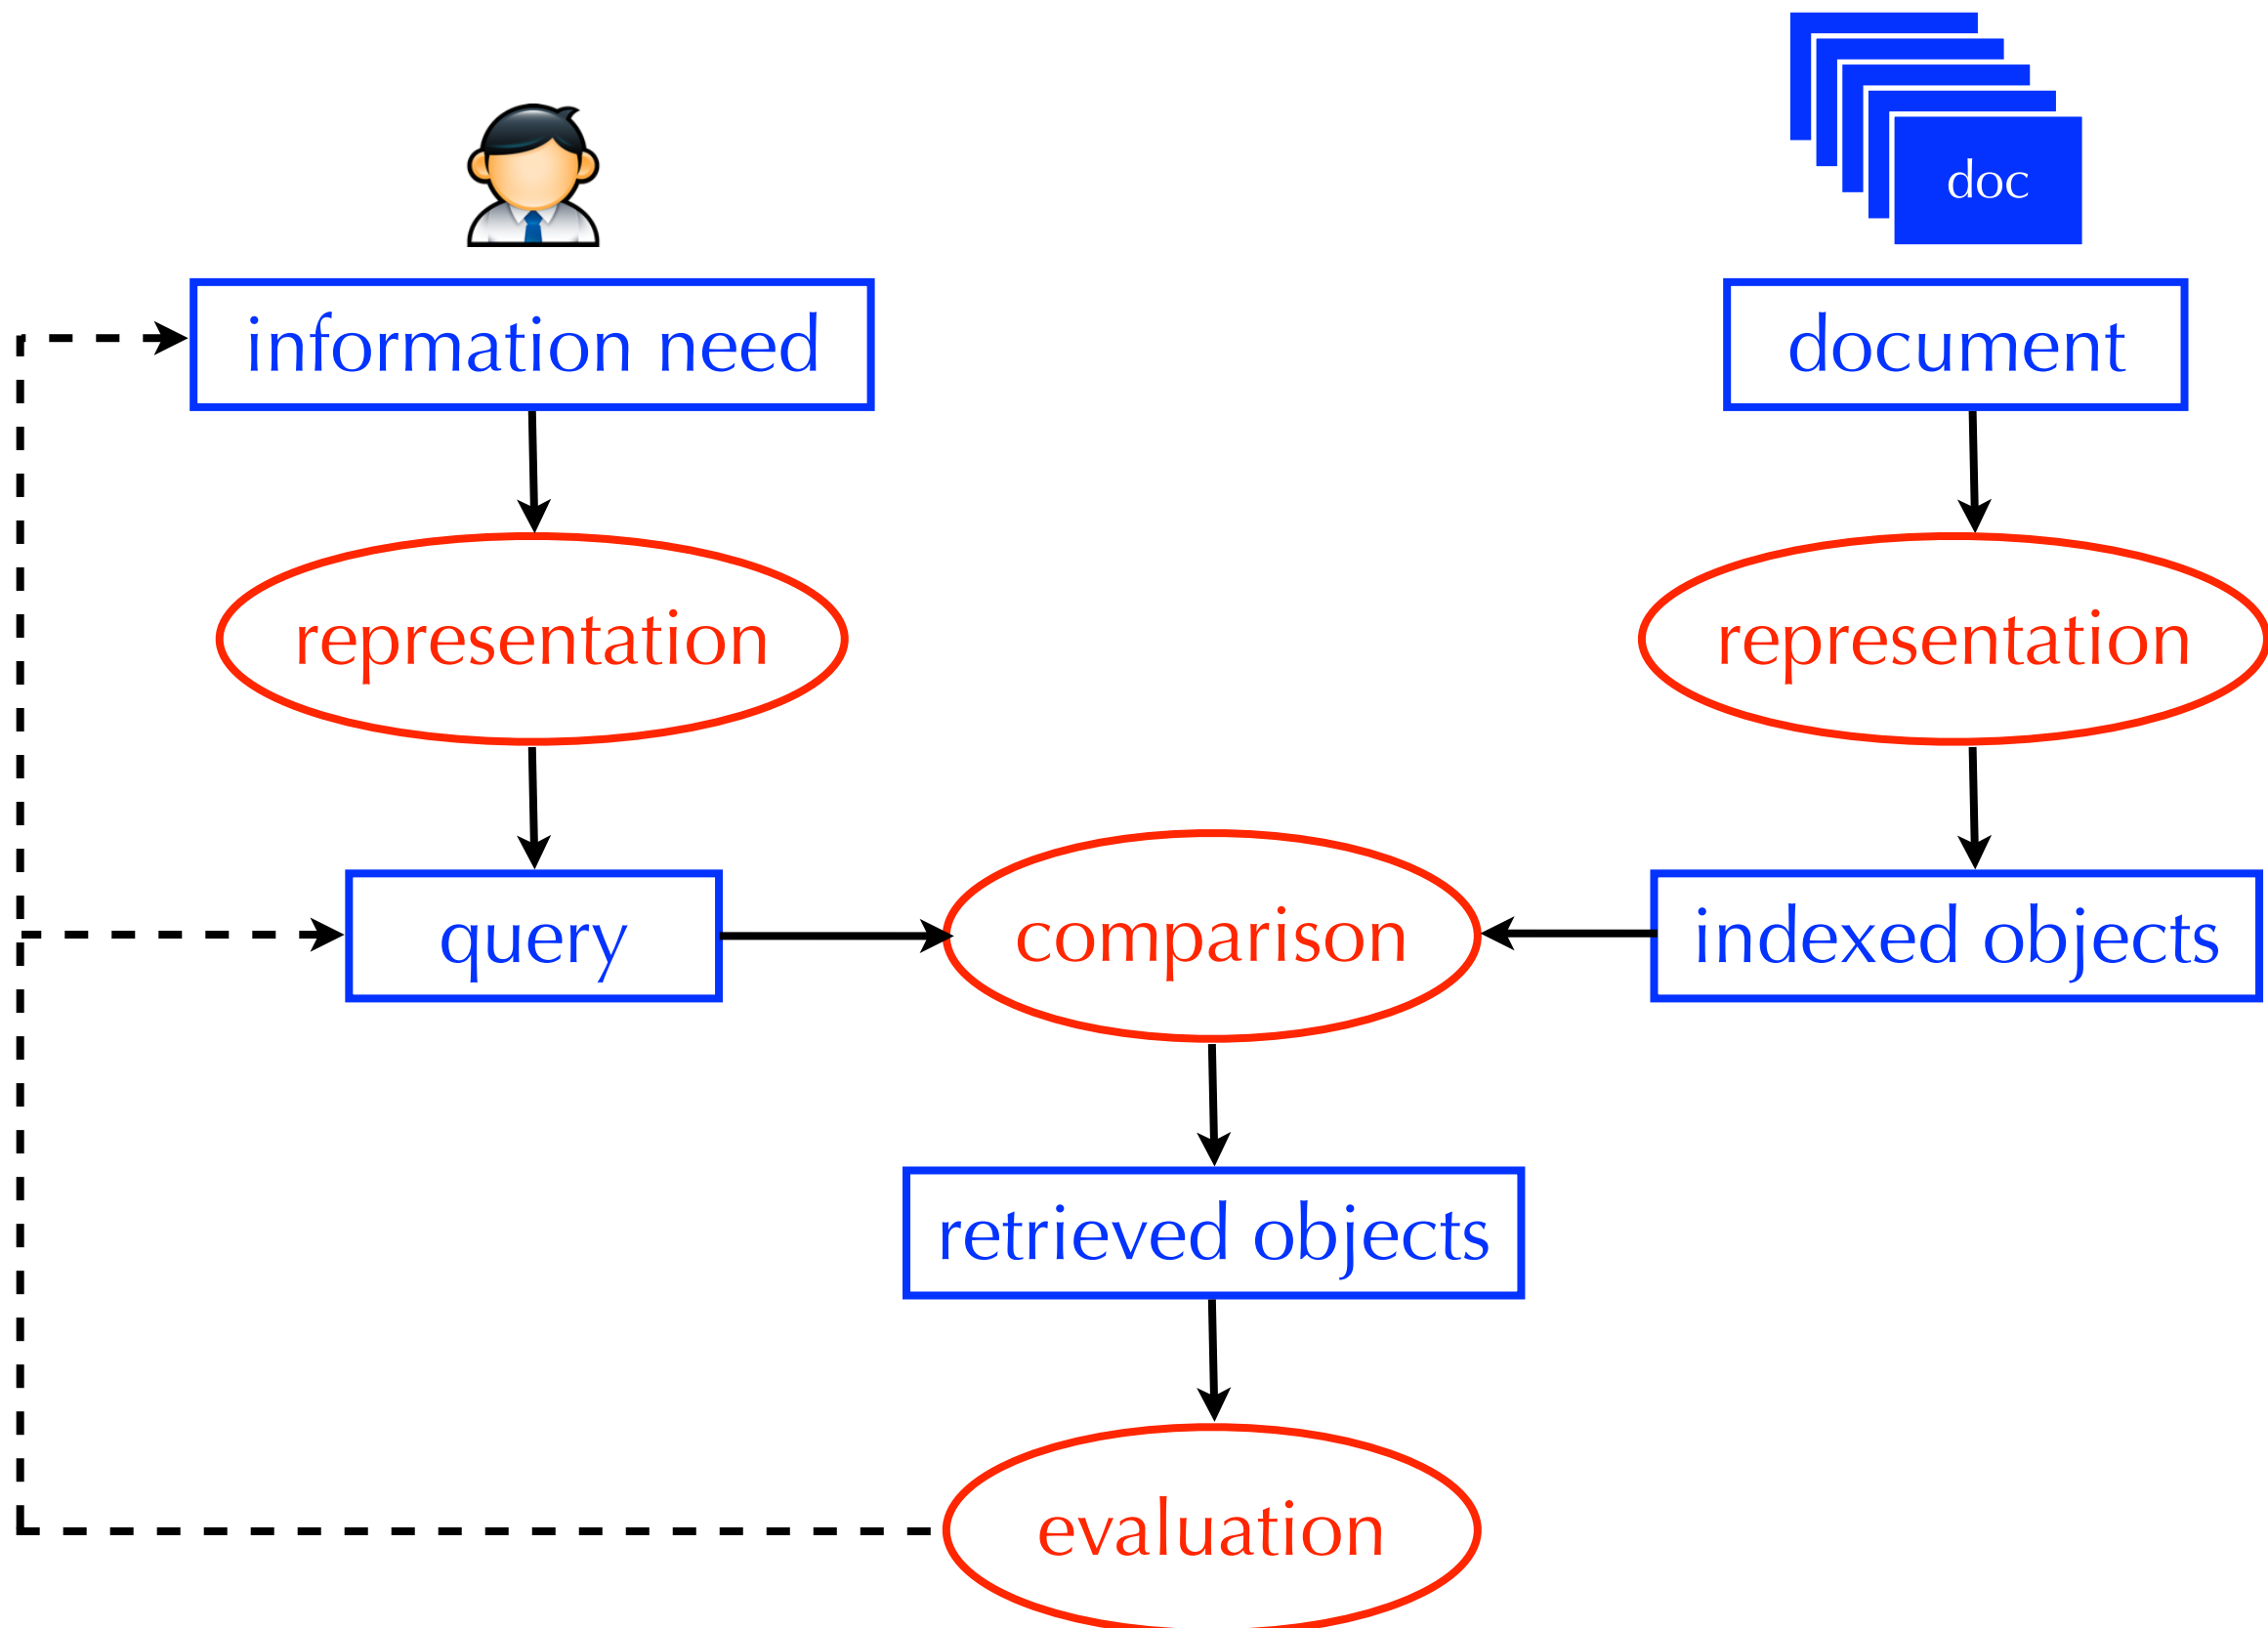 doc
information need
document
representation
representation
query
comparison
indexed objects
retrieved objects
evaluation